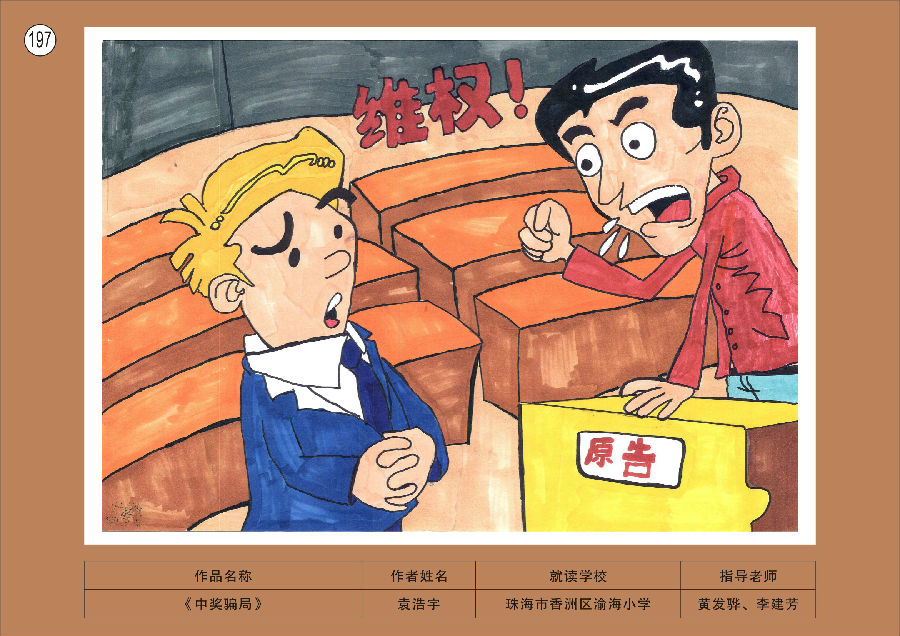 197
维权！
原告
作品名称 作者姓名 就读学校 指导老师
《中奖骗局》 袁浩宇 珠海市香洲区渝海小学 黄发骅、李建芳